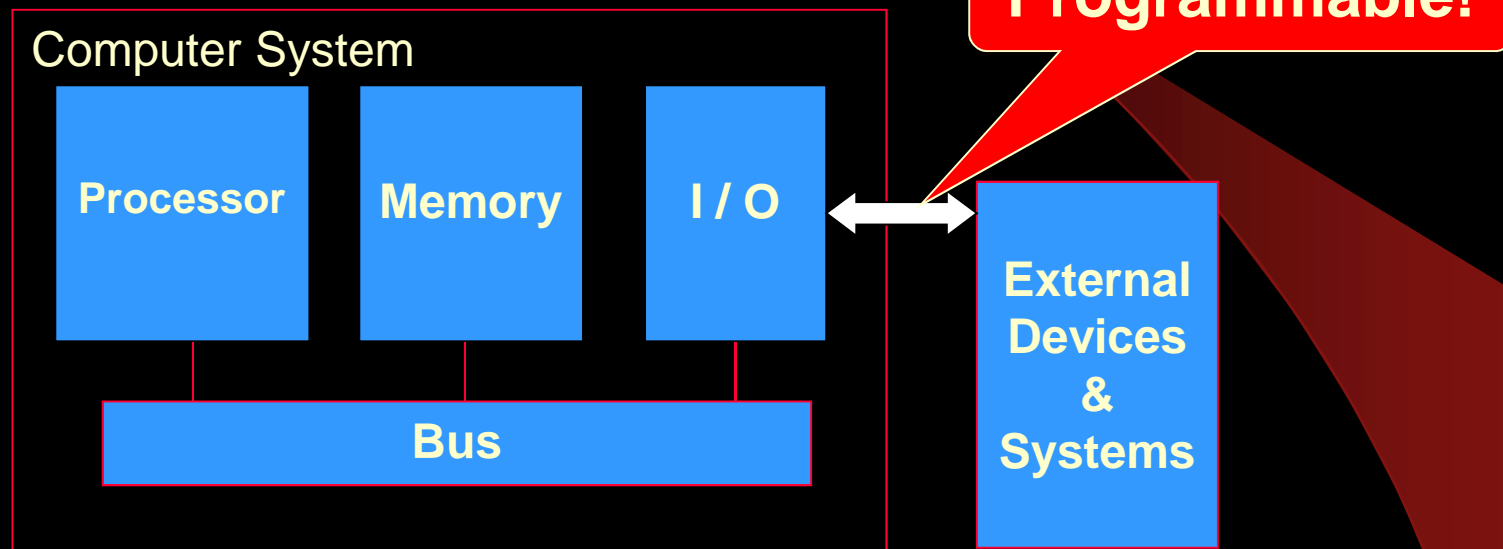 Programmable!
Computer System
Processor
Memory
I / O
External
Devices
&
Systems
Bus